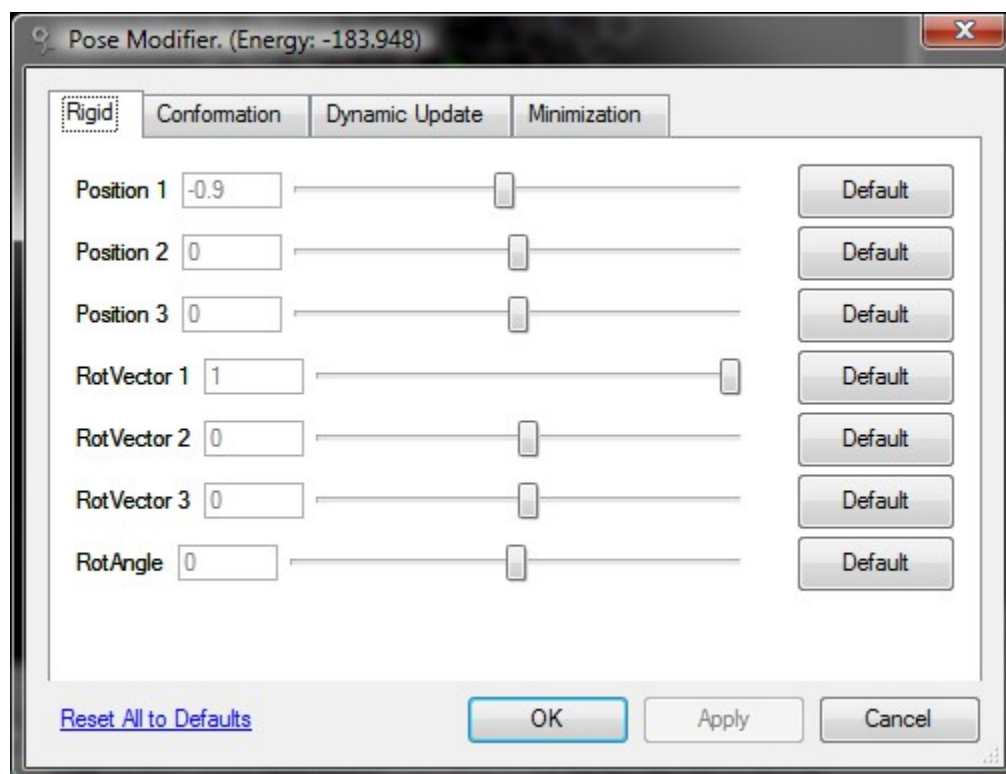 Pose Modifier. (Energy: -183.948)
Rigid Conformation Dynamic Update Minimization
Position 1 -0.9 Default
Position 2 0 Default
Position 3 0 Default
RotVector 1 1 Default
RotVector 2 0 Default
RotVector 3 0 Default
RotAngle 0 Default
Reset All to Defaults OK Apply Cancel